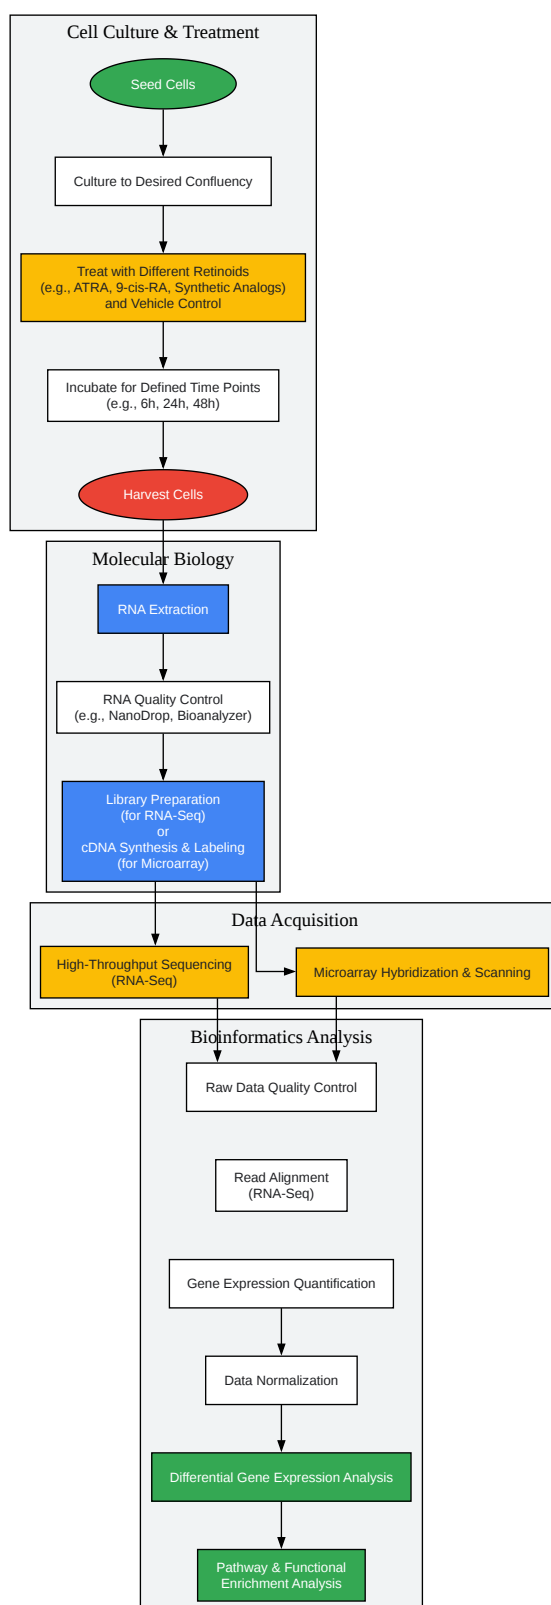 Cell Culture & Treatment
Seed Cells
Culture to Desired Confluency
Treat with Different Retinoids
(e.g., ATRA, 9-cis-RA, Synthetic Analogs)
and Vehicle Control
Incubate for Defined Time Points
(e.g., 6h, 24h, 48h)
Harvest Cells
Molecular Biology
RNA Extraction
RNA Quality Control
(e.g., NanoDrop, Bioanalyzer)
Library Preparation
(for RNA-Seq)
or
cDNA Synthesis & Labeling
(for Microarray)
Data Acquisition
High-Throughput Sequencing
(RNA-Seq)
Microarray Hybridization & Scanning
Bioinformatics Analysis
Raw Data Quality Control
Read Alignment
(RNA-Seq)
Gene Expression Quantification
Data Normalization
Differential Gene Expression Analysis
Pathway & Functional
Enrichment Analysis